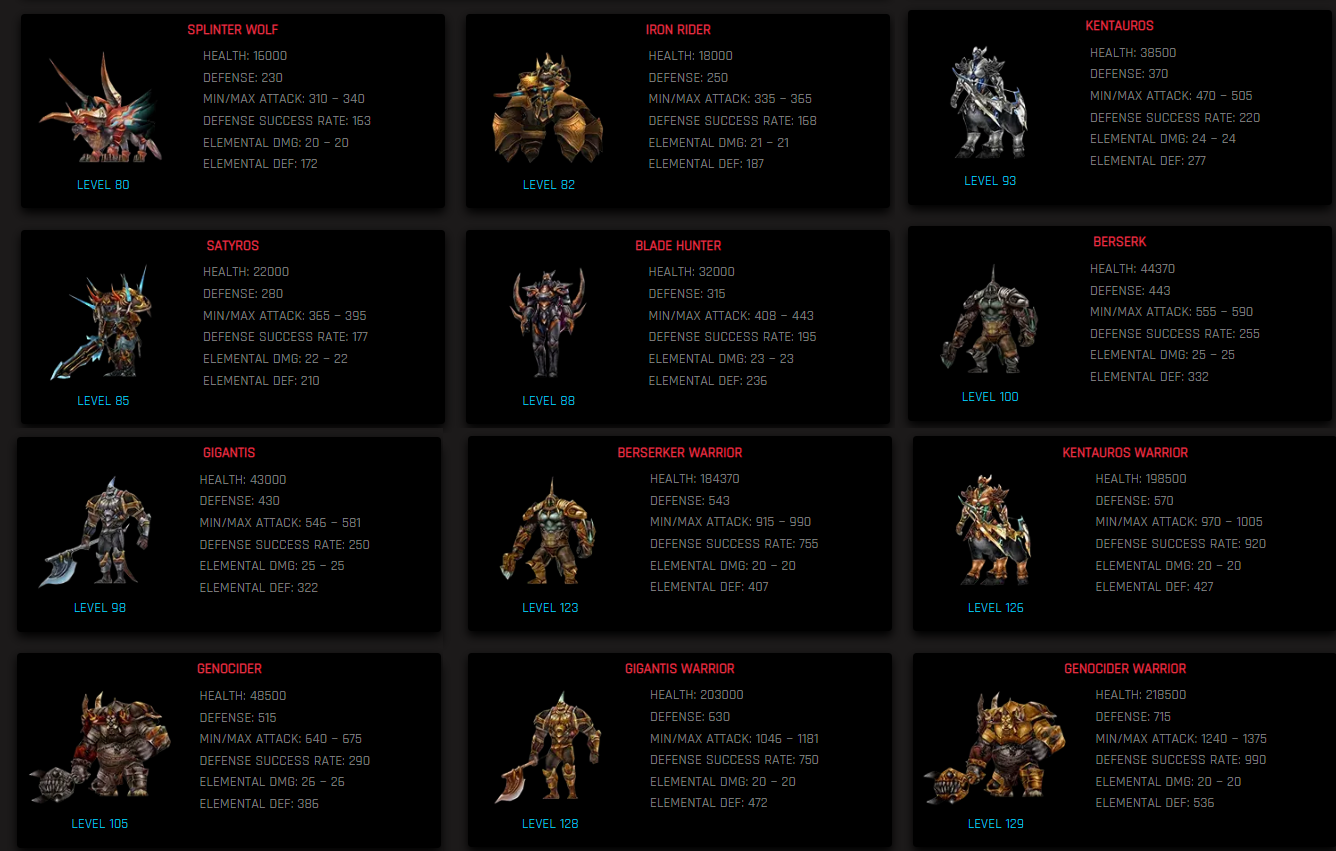 SPLINTER WOLF
HEALTH: 16000
DEFENSE: 230
MIN/MAX ATTACK: 310 – 340
DEFENSE SUCCESS RATE: 163
ELEMENTAL DMG: 20 – 20
ELEMENTAL DEF: 172
LEVEL 80
IRON RIDER
HEALTH: 18000
DEFENSE: 250
MIN/MAX ATTACK: 335 – 365
DEFENSE SUCCESS RATE: 168
ELEMENTAL DMG: 21 – 21
ELEMENTAL DEF: 187
LEVEL 82
KENTAUROS
HEALTH: 38500
DEFENSE: 370
MIN/MAX ATTACK: 470 – 505
DEFENSE SUCCESS RATE: 220
ELEMENTAL DMG: 24 – 24
ELEMENTAL DEF: 277
LEVEL 93
SATYROS
HEALTH: 22000
DEFENSE: 280
MIN/MAX ATTACK: 365 – 395
DEFENSE SUCCESS RATE: 177
ELEMENTAL DMG: 22 – 22
ELEMENTAL DEF: 210
LEVEL 85
BLADE HUNTER
HEALTH: 32000
DEFENSE: 315
MIN/MAX ATTACK: 408 – 443
DEFENSE SUCCESS RATE: 195
ELEMENTAL DMG: 23 – 23
ELEMENTAL DEF: 236
LEVEL 88
BERSERK
HEALTH: 44370
DEFENSE: 443
MIN/MAX ATTACK: 555 – 590
DEFENSE SUCCESS RATE: 255
ELEMENTAL DMG: 25 – 25
ELEMENTAL DEF: 332
LEVEL 100
GIGANTIS
HEALTH: 43000
DEFENSE: 430
MIN/MAX ATTACK: 546 – 581
DEFENSE SUCCESS RATE: 250
ELEMENTAL DMG: 25 – 25
ELEMENTAL DEF: 322
LEVEL 98
BERSERKER WARRIOR
HEALTH: 184370
DEFENSE: 543
MIN/MAX ATTACK: 915 – 990
DEFENSE SUCCESS RATE: 755
ELEMENTAL DMG: 20 – 20
ELEMENTAL DEF: 407
LEVEL 123
KENTAUROS WARRIOR
HEALTH: 198500
DEFENSE: 570
MIN/MAX ATTACK: 970 – 1005
DEFENSE SUCCESS RATE: 920
ELEMENTAL DMG: 20 – 20
ELEMENTAL DEF: 427
LEVEL 126
GENOCIDER
HEALTH: 48500
DEFENSE: 515
MIN/MAX ATTACK: 640 – 675
DEFENSE SUCCESS RATE: 290
ELEMENTAL DMG: 26 – 26
ELEMENTAL DEF: 386
LEVEL 105
GIGANTIS WARRIOR
HEALTH: 203000
DEFENSE: 630
MIN/MAX ATTACK: 1046 – 1181
DEFENSE SUCCESS RATE: 750
ELEMENTAL DMG: 20 – 20
ELEMENTAL DEF: 472
LEVEL 128
GENOCIDER WARRIOR
HEALTH: 218500
DEFENSE: 715
MIN/MAX ATTACK: 1240 – 1375
DEFENSE SUCCESS RATE: 990
ELEMENTAL DMG: 20 – 20
ELEMENTAL DEF: 536
LEVEL 129